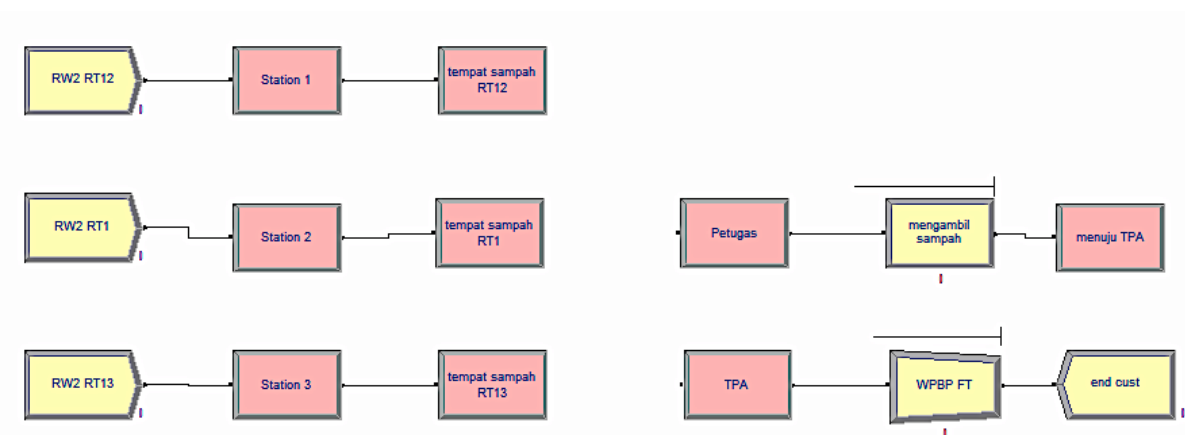 RW2 RT12
Station 1
tempat sampah
RT12
RW2 RT1
Station 2
tempat sampah
RT1
Petugas
mengambil
sampah
menuju TPA
RW2 RT13
Station 3
tempat sampah
RT13
TPA
WPBP FT
end cust